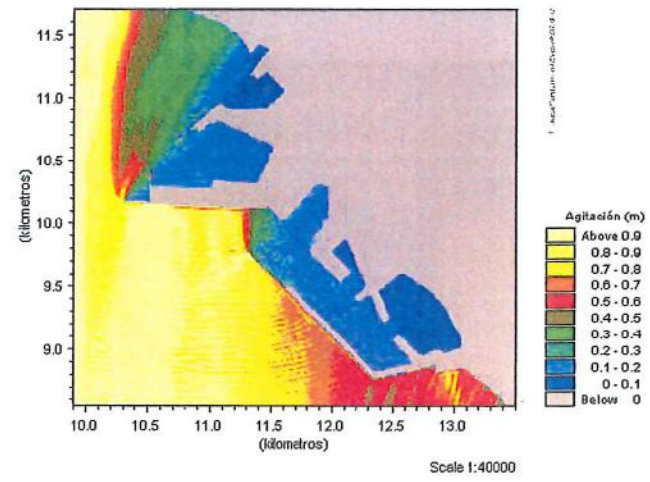 11.5
11.0
10.5
10.0
9.5
9.0
(kilometros)
10.0 10.5 11.0 11.5 12.0 12.5 13.0
(kilometros)
Scale 1:40000
Agitación (m)
Above 0.9
0.8 - 0.9
0.7 - 0.8
0.6 - 0.7
0.5 - 0.6
0.4 - 0.5
0.3 - 0.4
0.2 - 0.3
0.1 - 0.2
0 - 0.1
Below 0